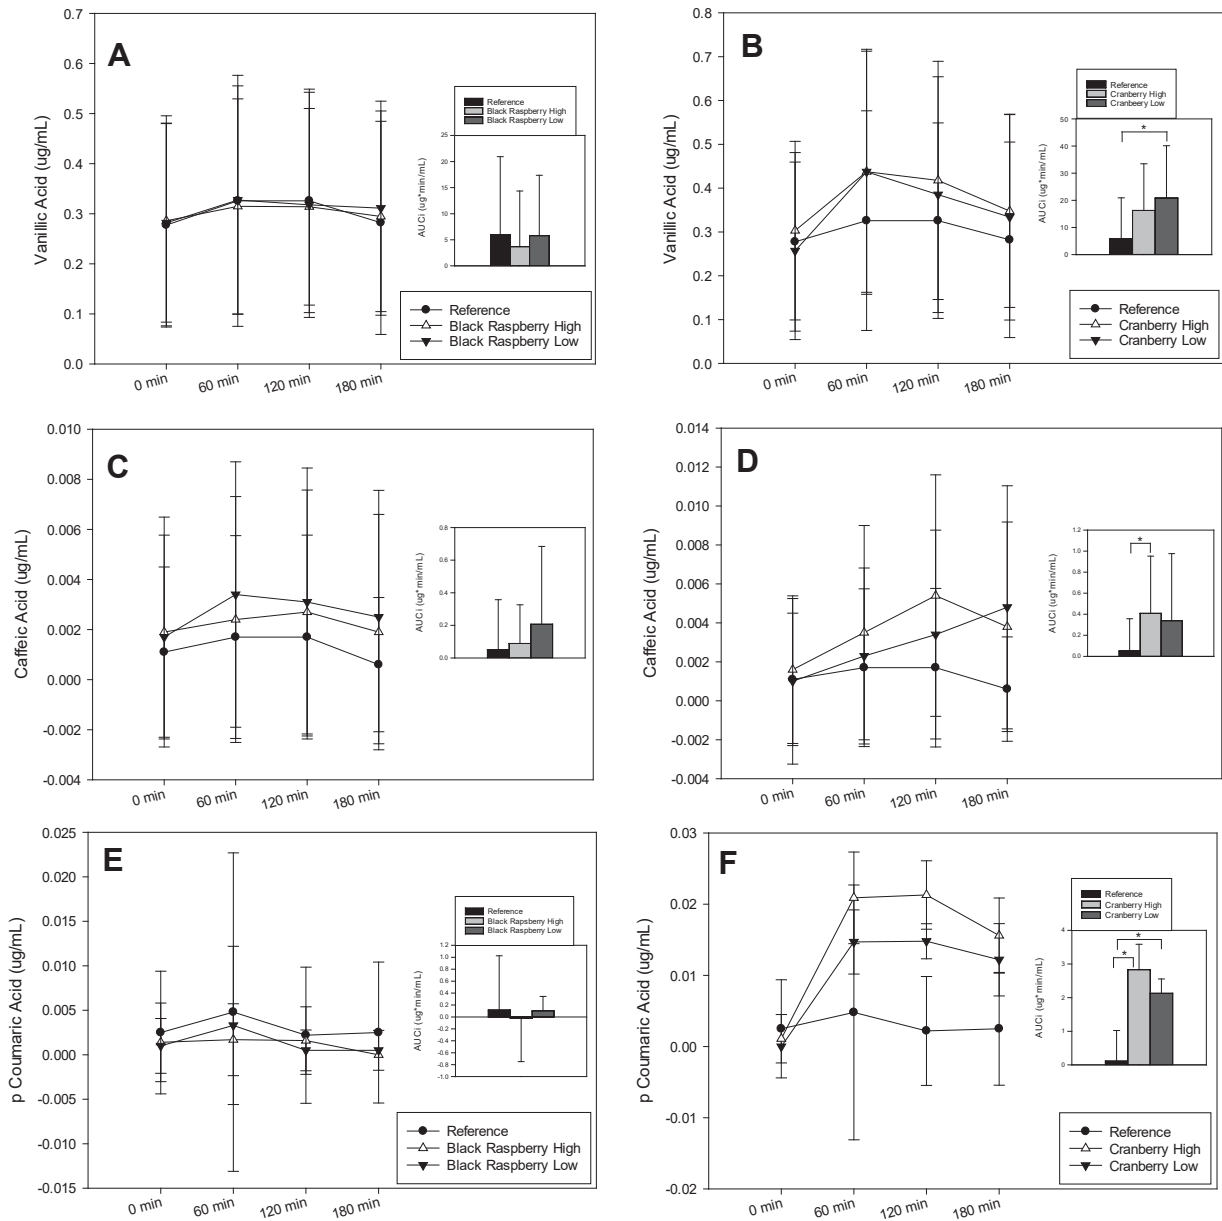 A
Vanillic Acid (ug/mL)
0.7
0.6
0.5
0.4
0.3
0.2
0.1
0.0
0 min
60 min
120 min
180 min
Reference
Black Raspberry High
Black Raspberry Low
AUCi (ug*min/mL)
25
20
15
10
5
0
Reference
Black Raspberry High
Black Raspberry Low
B
Vanillic Acid (ug/mL)
0.8
0.7
0.6
0.5
0.4
0.3
0.2
0.1
0.0
0 min
60 min
120 min
180 min
Reference
Cranberry High
Cranbeery Low
AUCi (ug*min/mL)
50
40
30
20
10
0
*
Reference
Cranberry High
Cranberry Low
C
Caffeic Acid (ug/mL)
0.010
0.008
0.006
0.004
0.002
0.000
-0.002
-0.004
0 min
60 min
120 min
180 min
AUCi (ug*min/mL)
0.8
0.6
0.4
0.2
0.0
D
Caffeic Acid (ug/mL)
0.014
0.012
0.010
0.008
0.006
0.004
0.002
0.000
-0.002
-0.004
0 min
60 min
120 min
180 min
AUCi (ug*min/mL)
1.2
1.0
0.8
0.6
0.4
0.2
0.0
*
E
p Coumaric Acid (ug/mL)
0.025
0.020
0.015
0.010
0.005
0.000
-0.005
-0.010
-0.015
0 min
60 min
120 min
180 min
Reference
Black Rapsberry High
Black Raspberry Low
AUCi (ug*min/mL)
1.2
1.0
0.8
0.6
0.4
0.2
0.0
-0.2
-0.4
-0.6
-0.8
-1.0
Reference
Black Raspberry High
Black Raspberry Low
F
p Coumaric Acid (ug/mL)
0.03
0.02
0.01
0.00
-0.01
-0.02
0 min
60 min
120 min
180 min
Reference
Cranberry High
Cranberry Low
AUCi (ug*min/mL)
4
3
2
1
0
*
*
Reference
Cranberry High
Cranberry Low